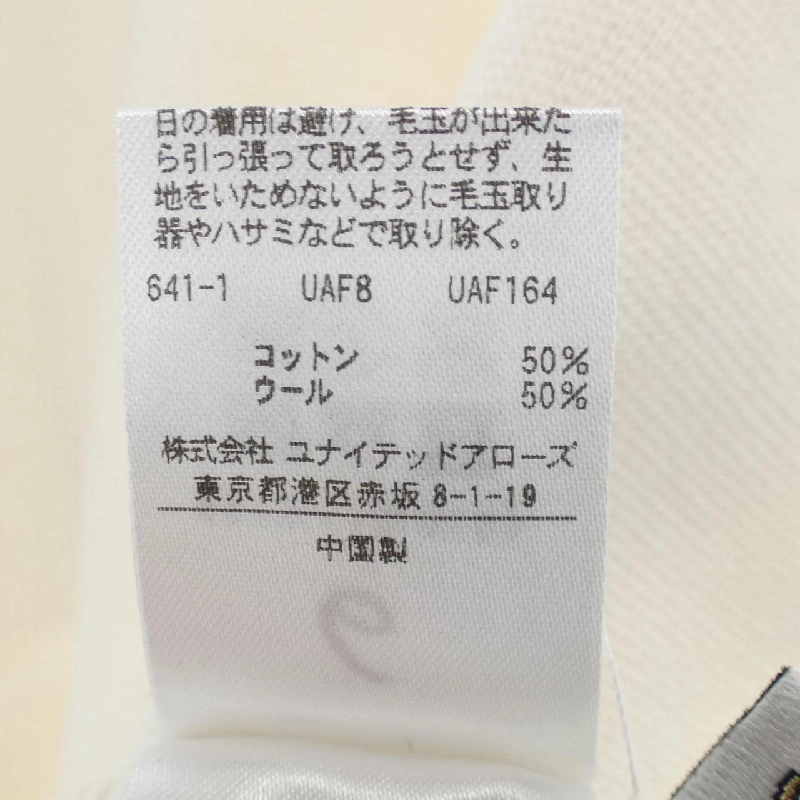 日の着用は避け、毛玉が出来た
ら引っ張って取ろうとせず、生
地をいためないように毛玉取り
器やハサミなどで取り除く。
641-1 UAF8 UAF164
コットン 50%
ウール 50%
株式会社 ユナイテッドアローズ
東京都港区赤坂 8-1-19
中国製